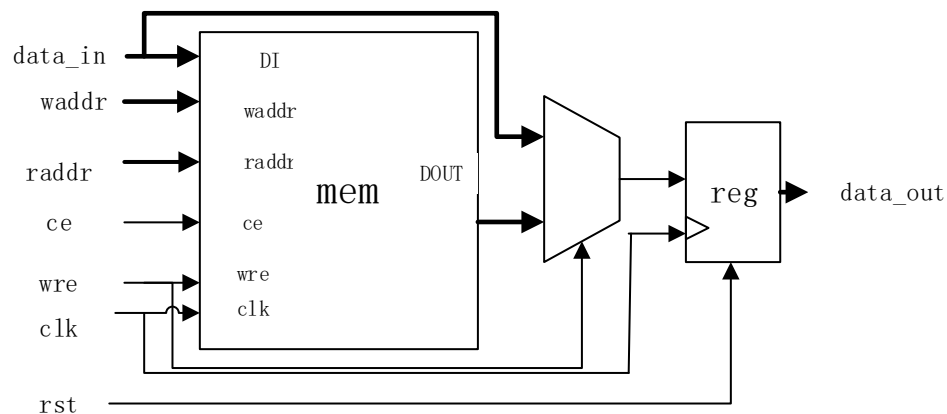 data_in
waddr
raddr
ce
wre
clk
rst
DI
waddr
raddr
mem
DOUT
ce
wre
clk
reg
data_out